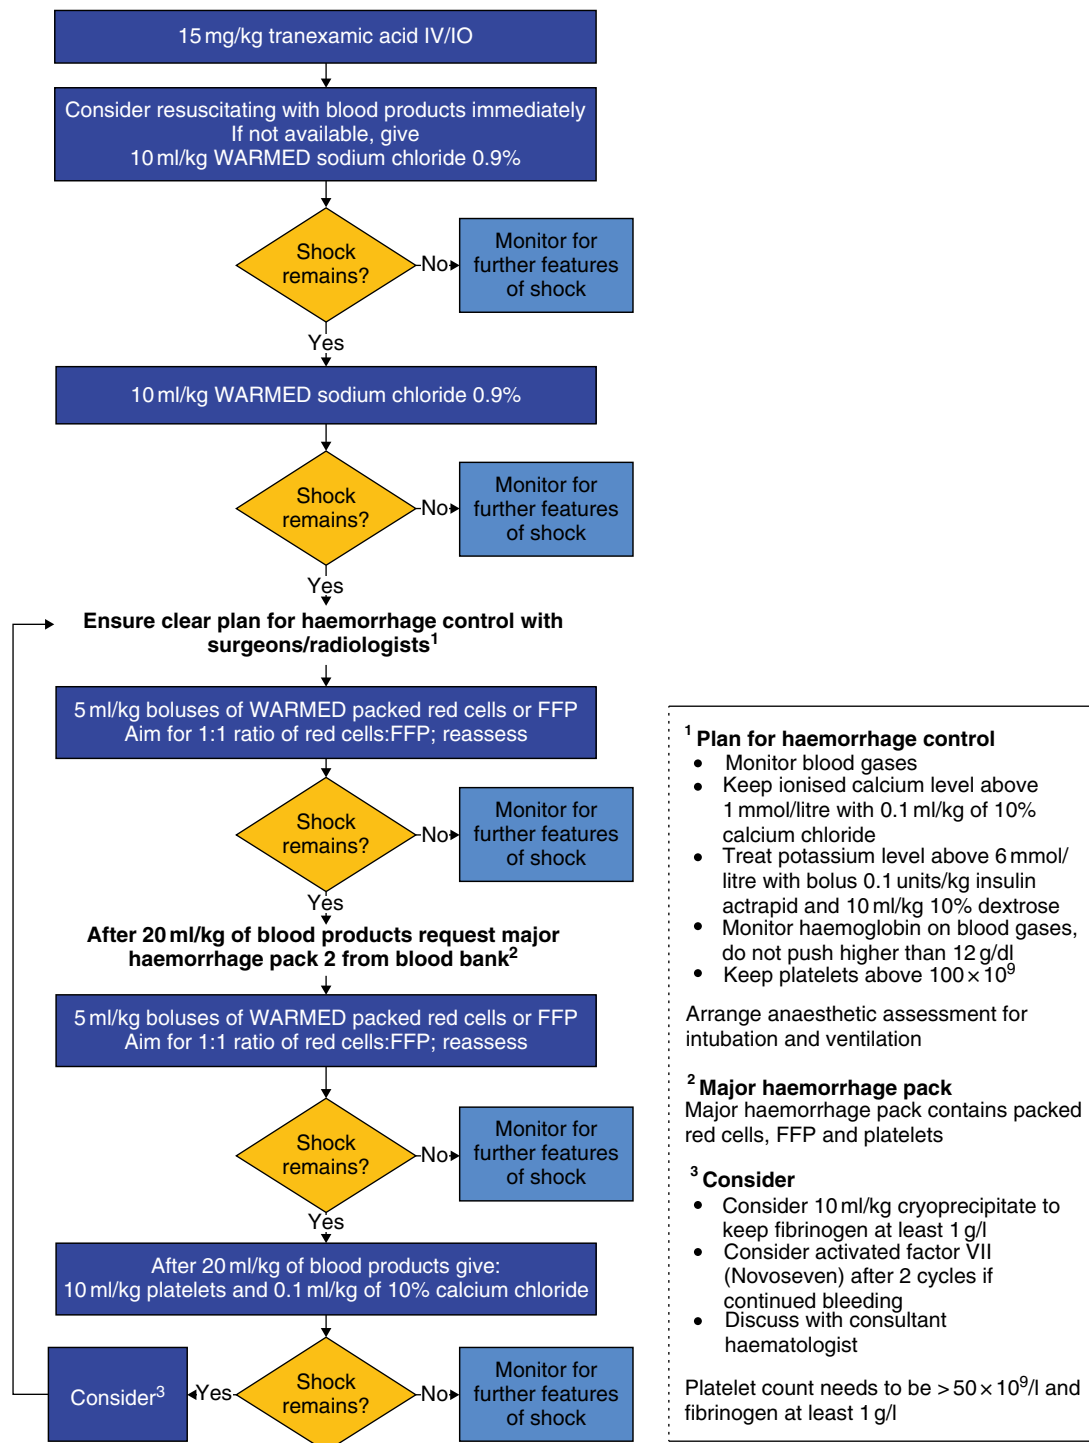 15 mg/kg tranexamic acid IV/IO
Consider resuscitating with blood products immediately
If not available, give
10 ml/kg WARMED sodium chloride 0.9%
Shock
remains?
No
Monitor for
further features
of shock
Yes
10 ml/kg WARMED sodium chloride 0.9%
Shock
remains?
No
Monitor for
further features
of shock
Yes
Ensure clear plan for haemorrhage control with
surgeons/radiologists1
5 ml/kg boluses of WARMED packed red cells or FFP
Aim for 1:1 ratio of red cells:FFP; reassess
Shock
remains?
No
Monitor for
further features
of shock
Yes
After 20 ml/kg of blood products request major
haemorrhage pack 2 from blood bank2
5 ml/kg boluses of WARMED packed red cells or FFP
Aim for 1:1 ratio of red cells:FFP; reassess
Shock
remains?
No
Monitor for
further features
of shock
Yes
After 20 ml/kg of blood products give:
10 ml/kg platelets and 0.1 ml/kg of 10% calcium chloride
Shock
remains?
Yes
Consider3
No
Monitor for
further features
of shock
1 Plan for haemorrhage control
• Monitor blood gases
• Keep ionised calcium level above
1 mmol/litre with 0.1 ml/kg of 10%
calcium chloride
• Treat potassium level above 6 mmol/
litre with bolus 0.1 units/kg insulin
actrapid and 10 ml/kg 10% dextrose
• Monitor haemoglobin on blood gases,
do not push higher than 12 g/dl
• Keep platelets above 100 × 10⁹
Arrange anaesthetic assessment for
intubation and ventilation
2 Major haemorrhage pack
Major haemorrhage pack contains packed
red cells, FFP and platelets
3 Consider
• Consider 10 ml/kg cryoprecipitate to
keep fibrinogen at least 1 g/l
• Consider activated factor VII
(Novoseven) after 2 cycles if
continued bleeding
• Discuss with consultant
haematologist
Platelet count needs to be > 50 × 10⁹/l and
fibrinogen at least 1 g/l